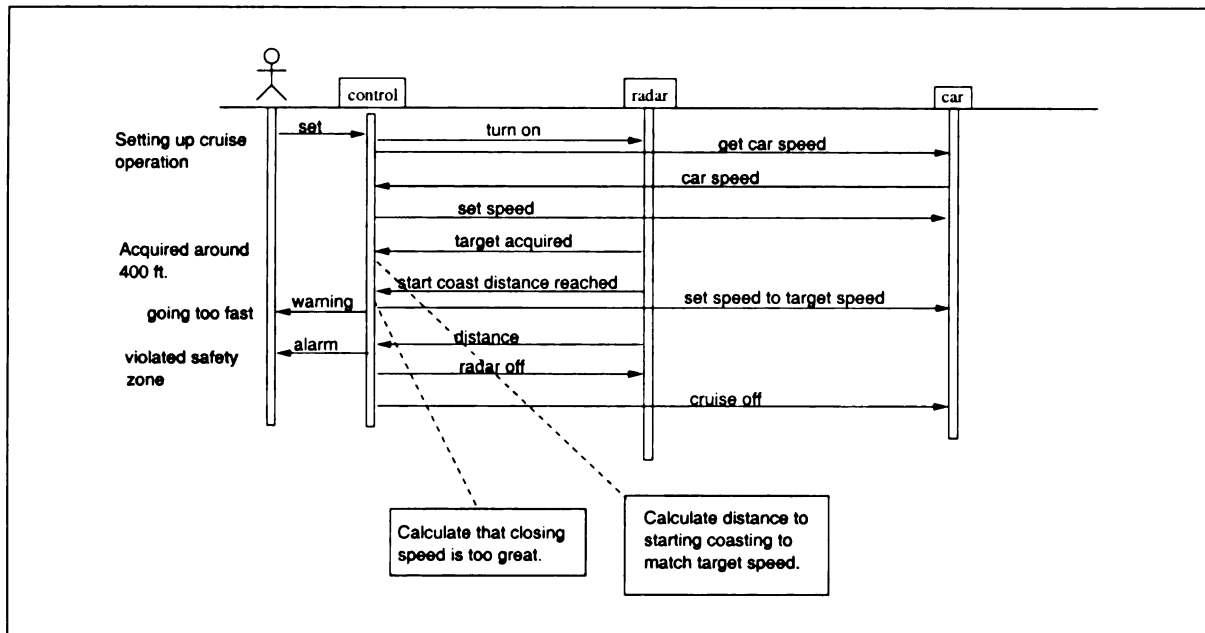 control
radar
car
set
turn on
Setting up cruise
operation
get car speed
car speed
set speed
target acquired
Acquired around
400 ft.
start coast distance reached
warning
set speed to target speed
going too fast
distance
alarm
violated safety
zone
radar off
cruise off
Calculate that closing
speed is too great.
Calculate distance to
starting coasting to
match target speed.